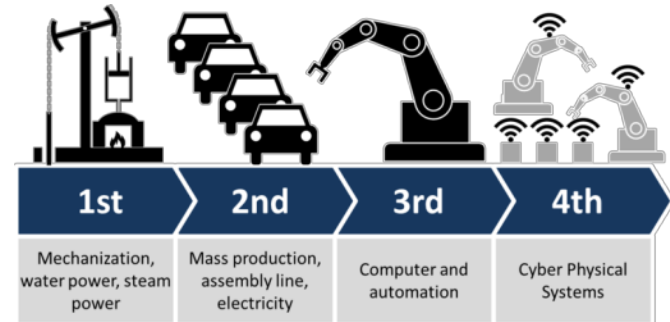 1st
2nd
3rd
4th
Mechanization,
water power, steam
power
Mass production,
assembly line,
electricity
Computer and
automation
Cyber Physical
Systems